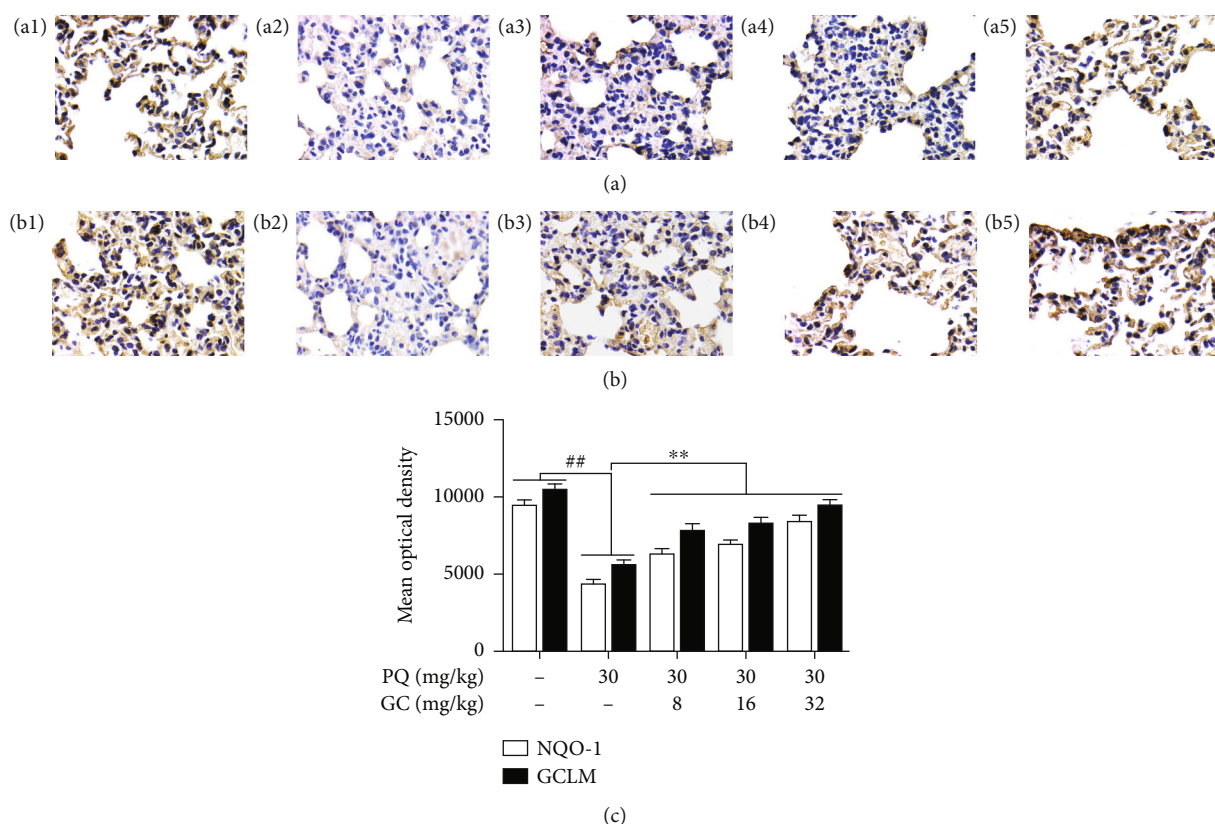 (a1) (a2) (a3) (a4) (a5)
(a)
(b1) (b2) (b3) (b4) (b5)
(b)
15000
10000
5000
0
Mean optical density
##
**
PQ (mg/kg) – 30 30 30 30
GC (mg/kg) – – 8 16 32
NQO-1
GCLM
(c)